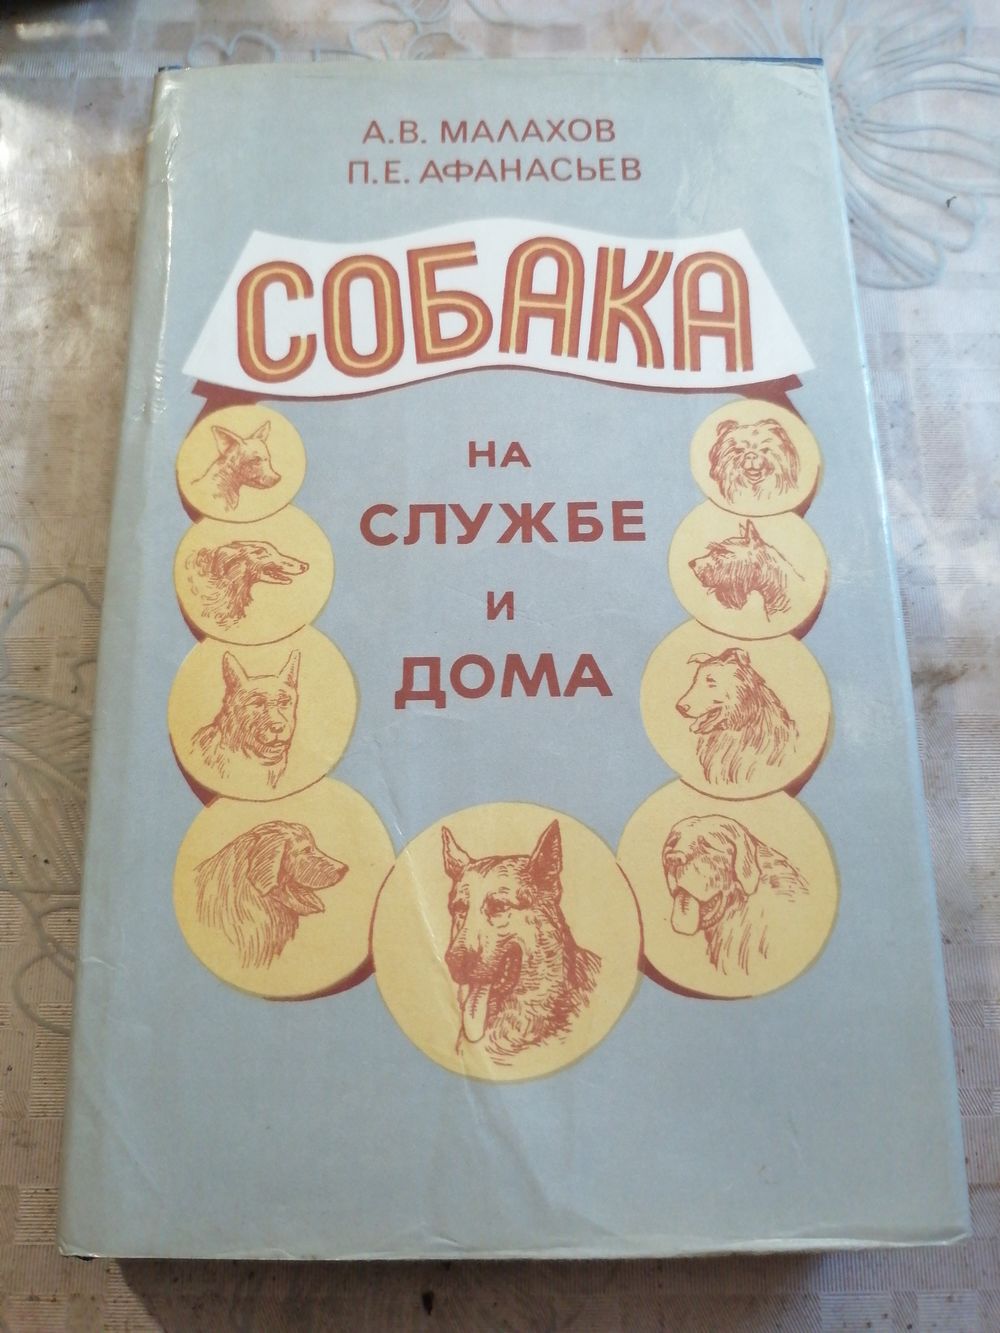 А.В. МАЛАХОВ
П.Е. АФАНАСЬЕВ
СОБАКА
НА
СЛУЖБЕ
И
ДОМА